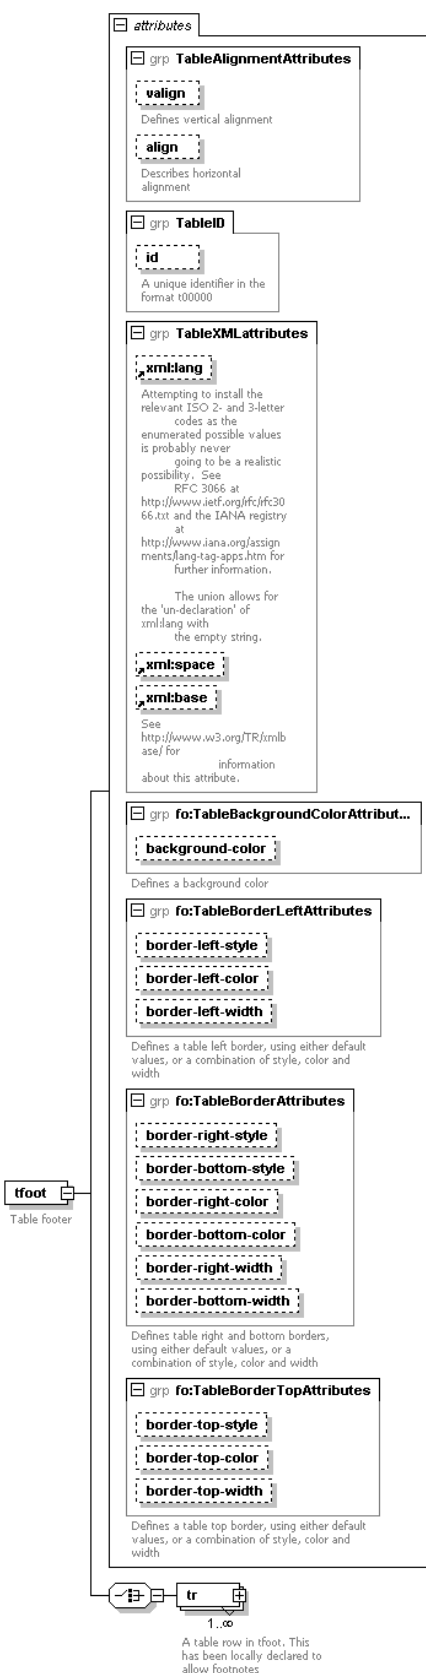 attributes
grp TableAlignmentAttributes
valign
Defines vertical alignment
align
Describes horizontal
alignment
grp TableID
id
A unique identifier in the
format t00000
grp TableXMLattributes
xml:lang
Attempting to install the
relevant ISO 2- and 3-letter
codes as the
enumerated possible values
is probably never
going to be a realistic
possibility. See
RFC 3066 at
http://www.ietf.org/rfc/rfc30
66.txt and the IANA registry
at
http://www.iana.org/assign
ments/lang-tag-apps.htm for
further information.
The union allows for
the 'un-declaration' of
xml:lang with
the empty string.
xml:space
xml:base
See
http://www.w3.org/TR/xmlb
ase/ for
information
about this attribute.
grp fo:TableBackgroundColorAttribut...
background-color
Defines a background color
grp fo:TableBorderLeftAttributes
border-left-style
border-left-color
border-left-width
Defines a table left border, using either default
values, or a combination of style, color and
width
grp fo:TableBorderAttributes
border-right-style
border-bottom-style
border-right-color
border-bottom-color
border-right-width
border-bottom-width
Defines table right and bottom borders,
using either default values, or a
combination of style, color and width
tfoot
Table footer
grp fo:TableBorderTopAttributes
border-top-style
border-top-color
border-top-width
Defines a table top border, using either default
values, or a combination of style, color and
width
tr
1..∞
A table row in tfoot. This
has been locally declared to
allow footnotes